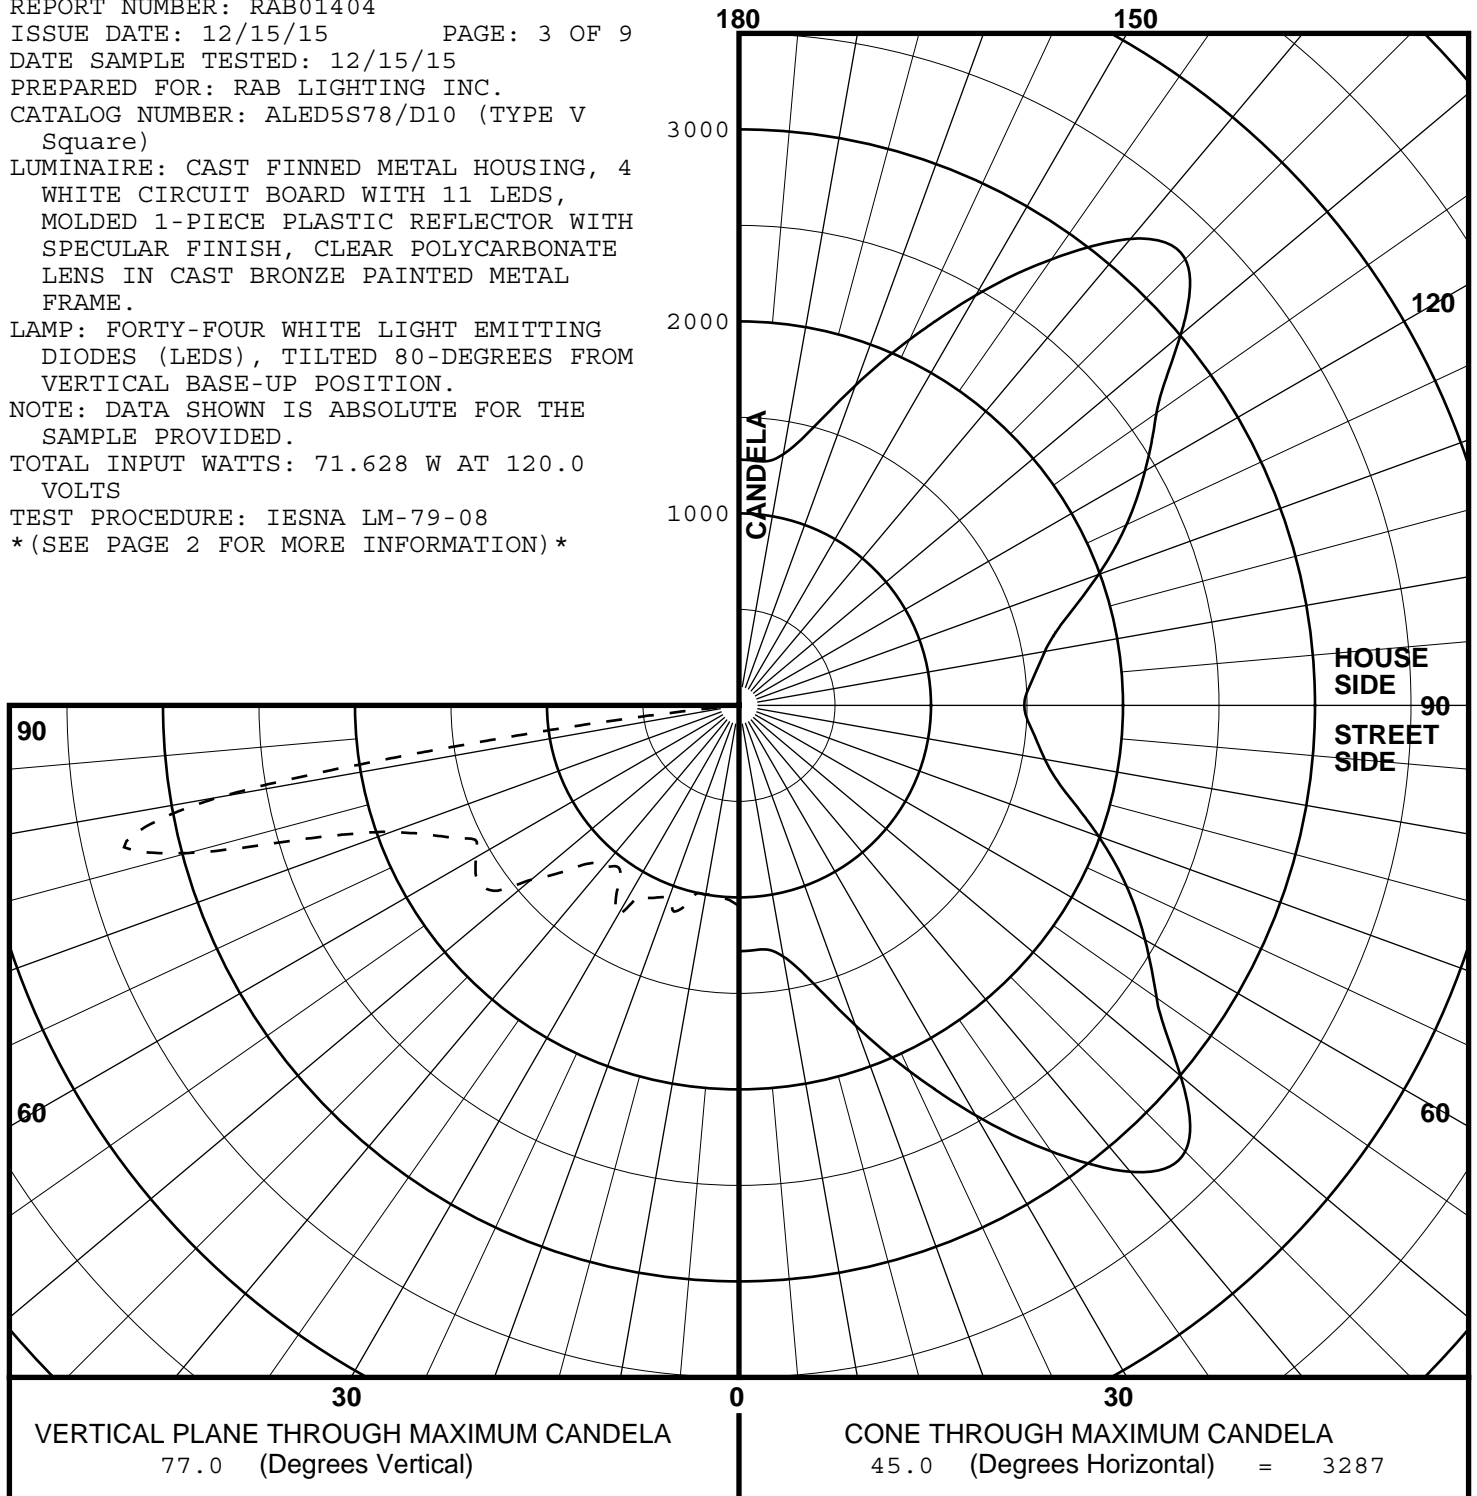 REPORT NUMBER: RAB01404
ISSUE DATE: 12/15/15 PAGE: 3 OF 9
DATE SAMPLE TESTED: 12/15/15
PREPARED FOR: RAB LIGHTING INC.
CATALOG NUMBER: ALED5S78/D10 (TYPE V
Square)
LUMINAIRE: CAST FINNED METAL HOUSING, 4
WHITE CIRCUIT BOARD WITH 11 LEDS,
MOLDED 1-PIECE PLASTIC REFLECTOR WITH
SPECULAR FINISH, CLEAR POLYCARBONATE
LENS IN CAST BRONZE PAINTED METAL
FRAME.
LAMP: FORTY-FOUR WHITE LIGHT EMITTING
DIODES (LEDS), TILTED 80-DEGREES FROM
VERTICAL BASE-UP POSITION.
NOTE: DATA SHOWN IS ABSOLUTE FOR THE
SAMPLE PROVIDED.
TOTAL INPUT WATTS: 71.628 W AT 120.0
VOLTS
TEST PROCEDURE: IESNA LM-79-08
*(SEE PAGE 2 FOR MORE INFORMATION)*
180
150
3000
120
2000
CANDELA
1000
HOUSE
SIDE
90
90
STREET
SIDE
60
60
30
0
30
VERTICAL PLANE THROUGH MAXIMUM CANDELA
77.0 (Degrees Vertical)
CONE THROUGH MAXIMUM CANDELA
45.0 (Degrees Horizontal) = 3287